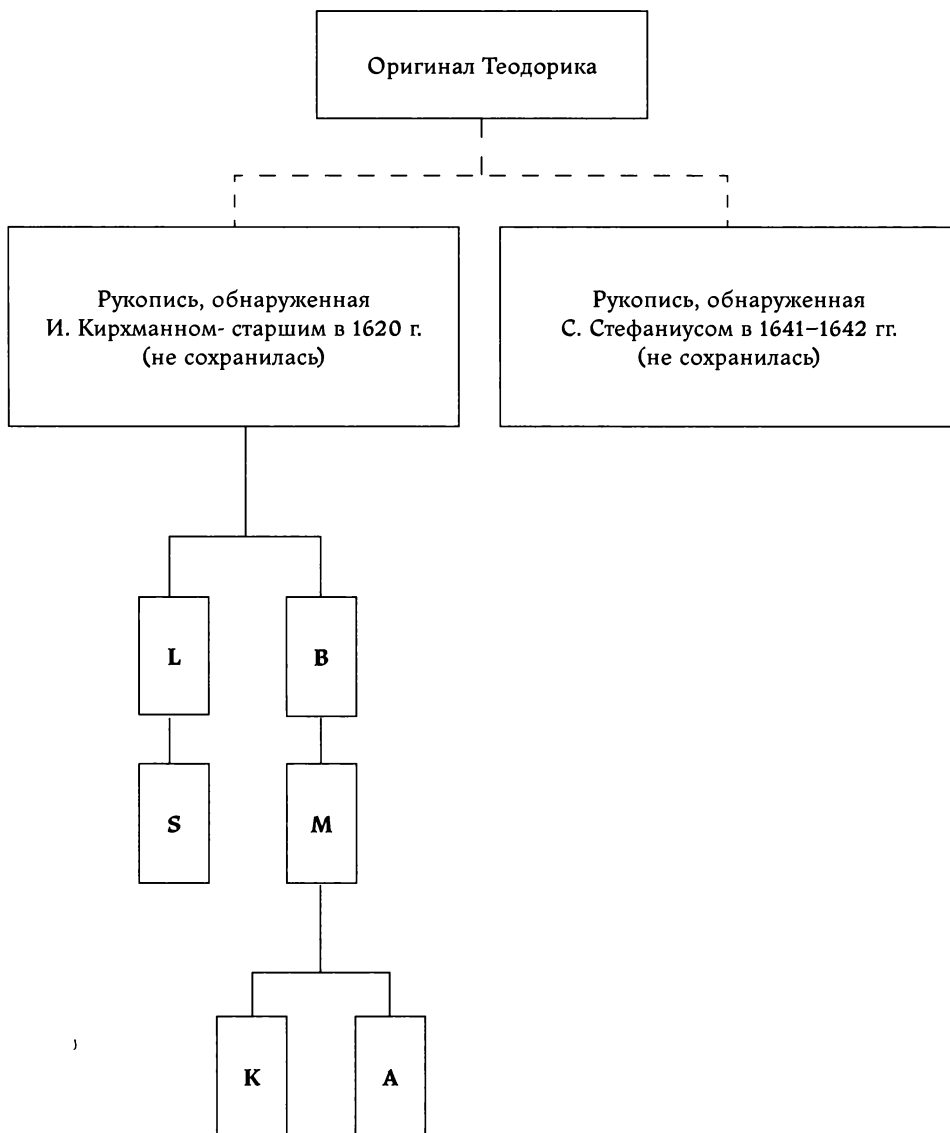 Оригинал Теодорика
Рукопись, обнаруженная
И. Кирхманном- старшим в 1620 г.
(не сохранилась)
Рукопись, обнаруженная
С. Стефаниусом в 1641–1642 гг.
(не сохранилась)
L
B
S
M
K
A